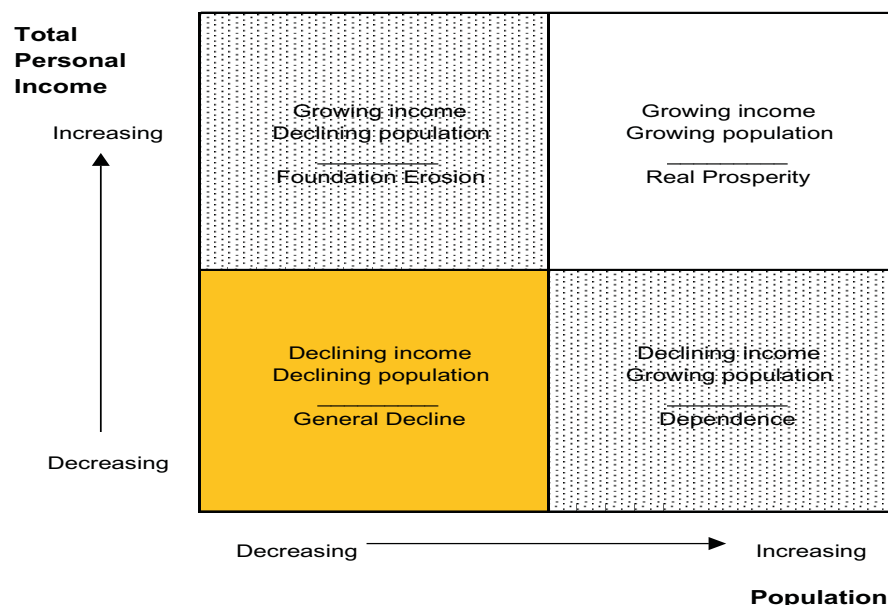 Total
Personal
Income
Increasing
Decreasing
Growing income
Declining population
Foundation Erosion
Growing income
Growing population
Real Prosperity
Declining income
Declining population
General Decline
Declining income
Growing population
Dependence
Decreasing
Increasing
Population